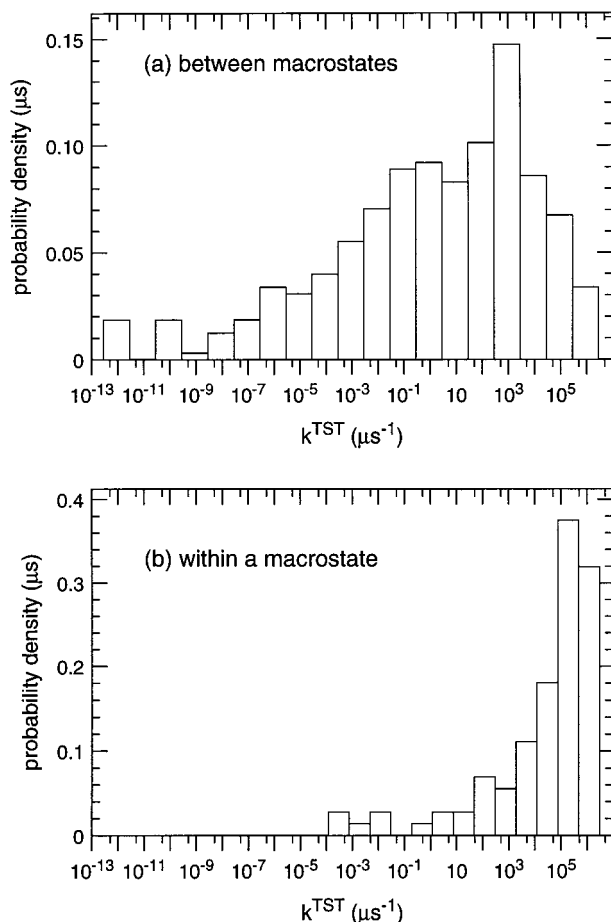 0.15
(a) between macrostates
0.10
0.05
0
probability density (μs)
10⁻¹³ 10⁻¹¹ 10⁻⁹ 10⁻⁷ 10⁻⁵ 10⁻³ 10⁻¹ 10 10³ 10⁵
k^TST (μs⁻¹)
0.4
(b) within a macrostate
0.3
0.2
0.1
0
probability density (μs)
10⁻¹³ 10⁻¹¹ 10⁻⁹ 10⁻⁷ 10⁻⁵ 10⁻³ 10⁻¹ 10 10³ 10⁵
k^TST (μs⁻¹)